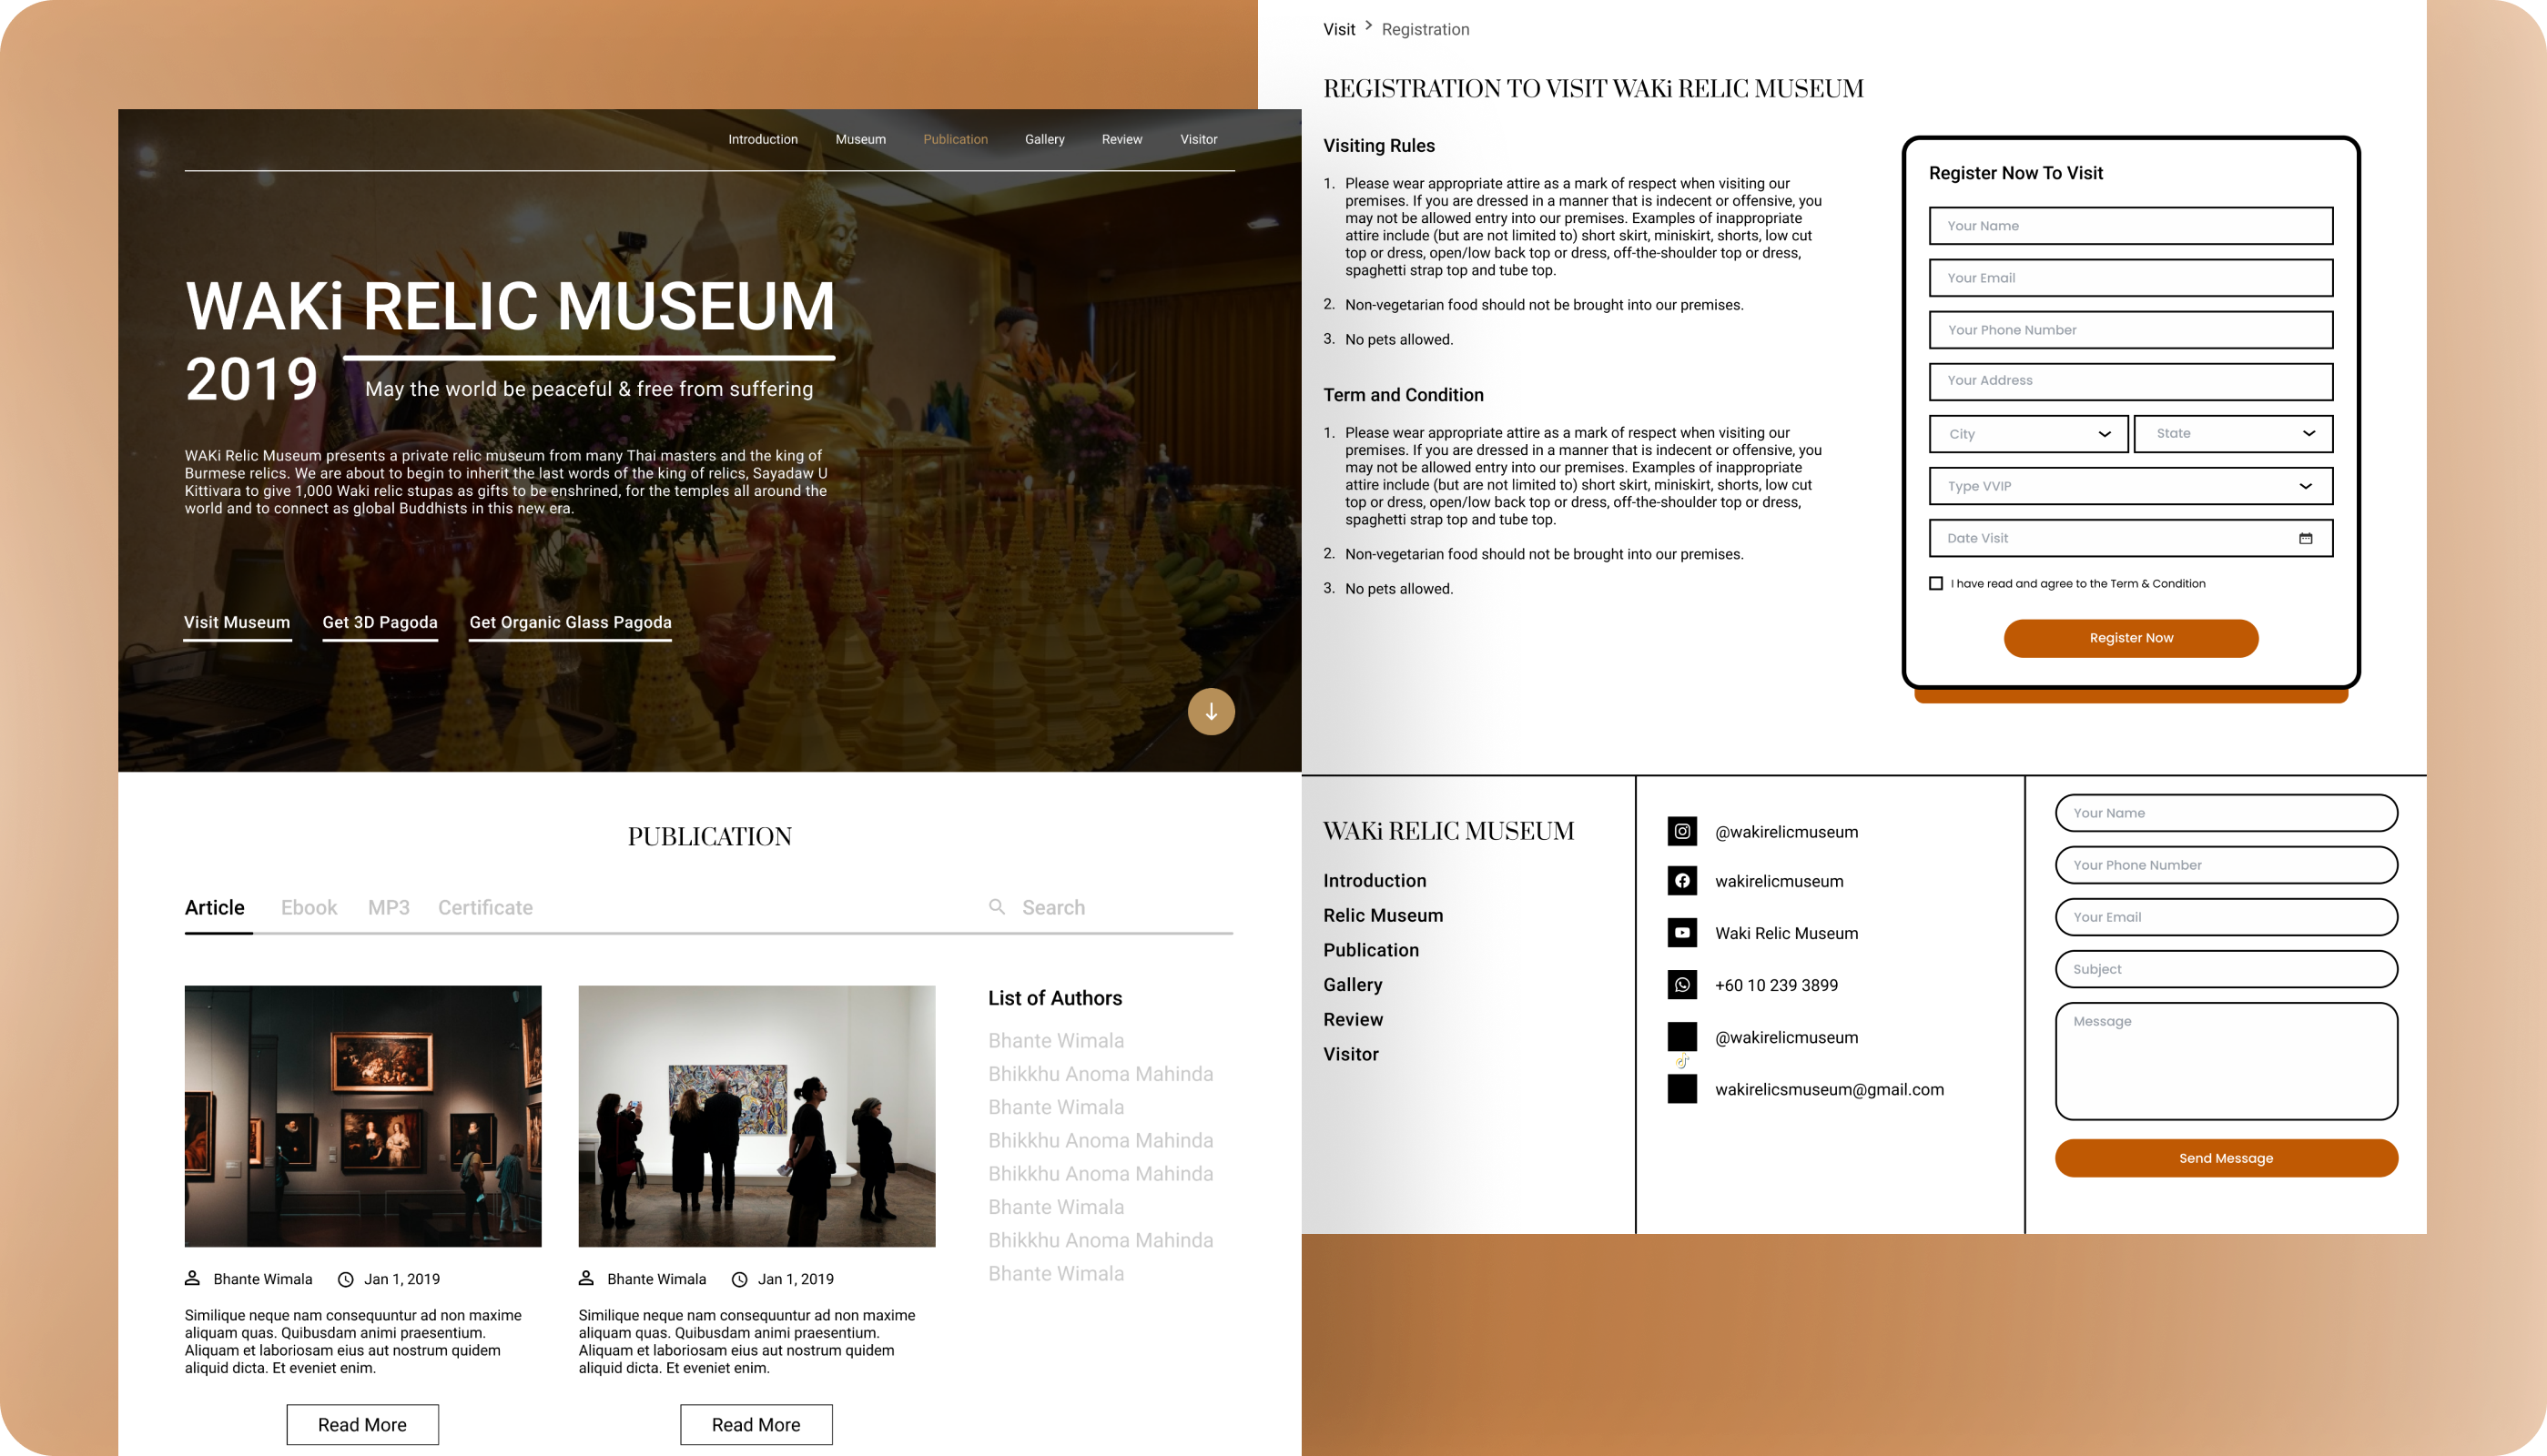 Introduction Museum Publication Gallery Review Visitor
WAKi RELIC MUSEUM
2019
May the world be peaceful & free from suffering
WAKi Relic Museum presents a private relic museum from many Thai masters and the king of
Burmese relics. We are about to begin to inherit the last words of the king of relics, Sayadaw U
Kittivara to give 1,000 Waki relic stupas as gifts to be enshrined, for the temples all around the
world and to connect as global Buddhists in this new era.
Visit Museum Get 3D Pagoda Get Organic Glass Pagoda
PUBLICATION
Article Ebook MP3 Certificate Search
Bhante Wimala Jan 1, 2019
Similique neque nam consequuntur ad non maxime
aliquam quas. Quibusdam animi praesentium.
Aliquam et laboriosam eius aut nostrum quidem
aliquid dicta. Et eveniet enim.
Read More
Bhante Wimala Jan 1, 2019
Similique neque nam consequuntur ad non maxime
aliquam quas. Quibusdam animi praesentium.
Aliquam et laboriosam eius aut nostrum quidem
aliquid dicta. Et eveniet enim.
Read More
List of Authors
Bhante Wimala
Bhikkhu Anoma Mahinda
Bhante Wimala
Bhikkhu Anoma Mahinda
Bhikkhu Anoma Mahinda
Bhante Wimala
Bhikkhu Anoma Mahinda
Bhante Wimala
Visit > Registration
REGISTRATION TO VISIT WAKi RELIC MUSEUM
Visiting Rules
1. Please wear appropriate attire as a mark of respect when visiting our
premises. If you are dressed in a manner that is indecent or offensive, you
may not be allowed entry into our premises. Examples of inappropriate
attire include (but are not limited to) short skirt, miniskirt, shorts, low cut
top or dress, open/low back top or dress, off-the-shoulder top or dress,
spaghetti strap top and tube top.
2. Non-vegetarian food should not be brought into our premises.
3. No pets allowed.
Term and Condition
1. Please wear appropriate attire as a mark of respect when visiting our
premises. If you are dressed in a manner that is indecent or offensive, you
may not be allowed entry into our premises. Examples of inappropriate
attire include (but are not limited to) short skirt, miniskirt, shorts, low cut
top or dress, open/low back top or dress, off-the-shoulder top or dress,
spaghetti strap top and tube top.
2. Non-vegetarian food should not be brought into our premises.
3. No pets allowed.
Register Now To Visit
Your Name
Your Email
Your Phone Number
Your Address
City State
Type VVIP
Date Visit
I have read and agree to the Term & Condition
Register Now
WAKi RELIC MUSEUM
Introduction
Relic Museum
Publication
Gallery
Review
Visitor
@wakirelicmuseum
wakirelicmuseum
Waki Relic Museum
+60 10 239 3899
@wakirelicmuseum
wakirelicsmuseum@gmail.com
Your Name
Your Phone Number
Your Email
Subject
Message
Send Message